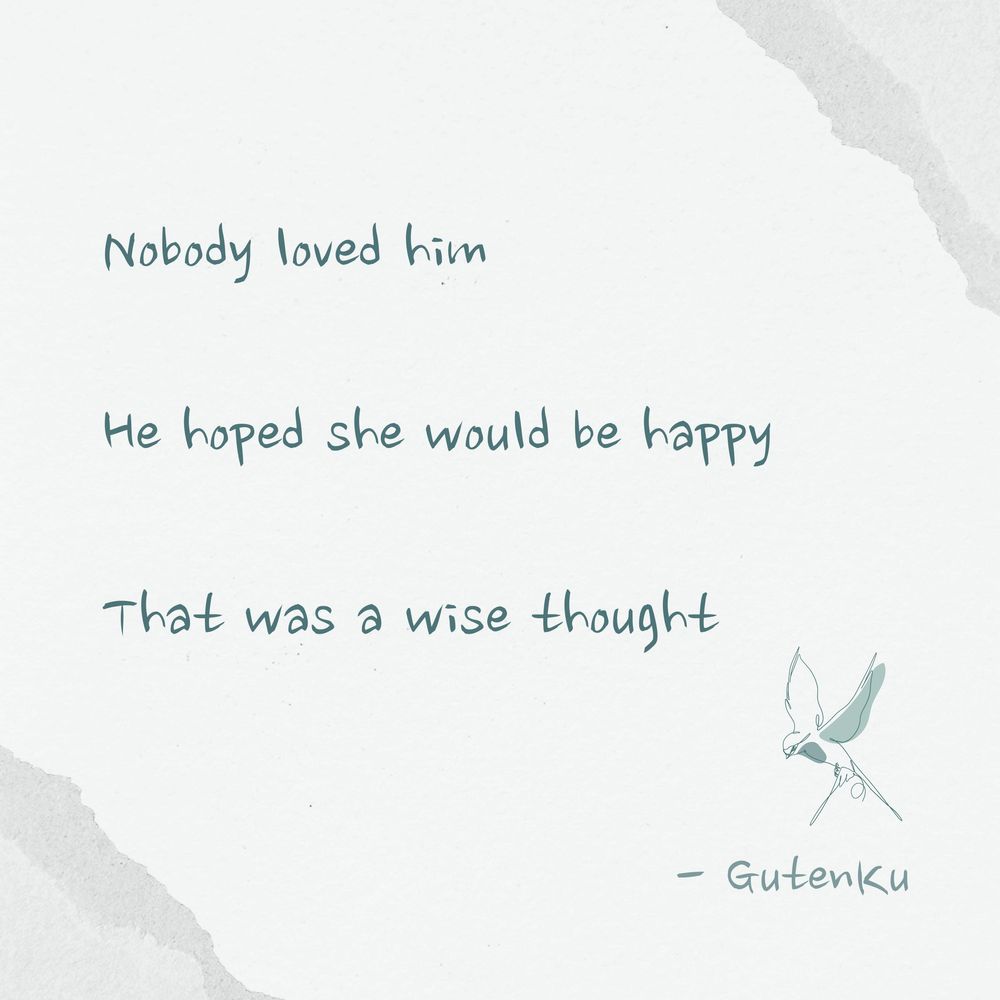 Nobody loved him
He hoped she would be happy
That was a wise thought
- GutenKu